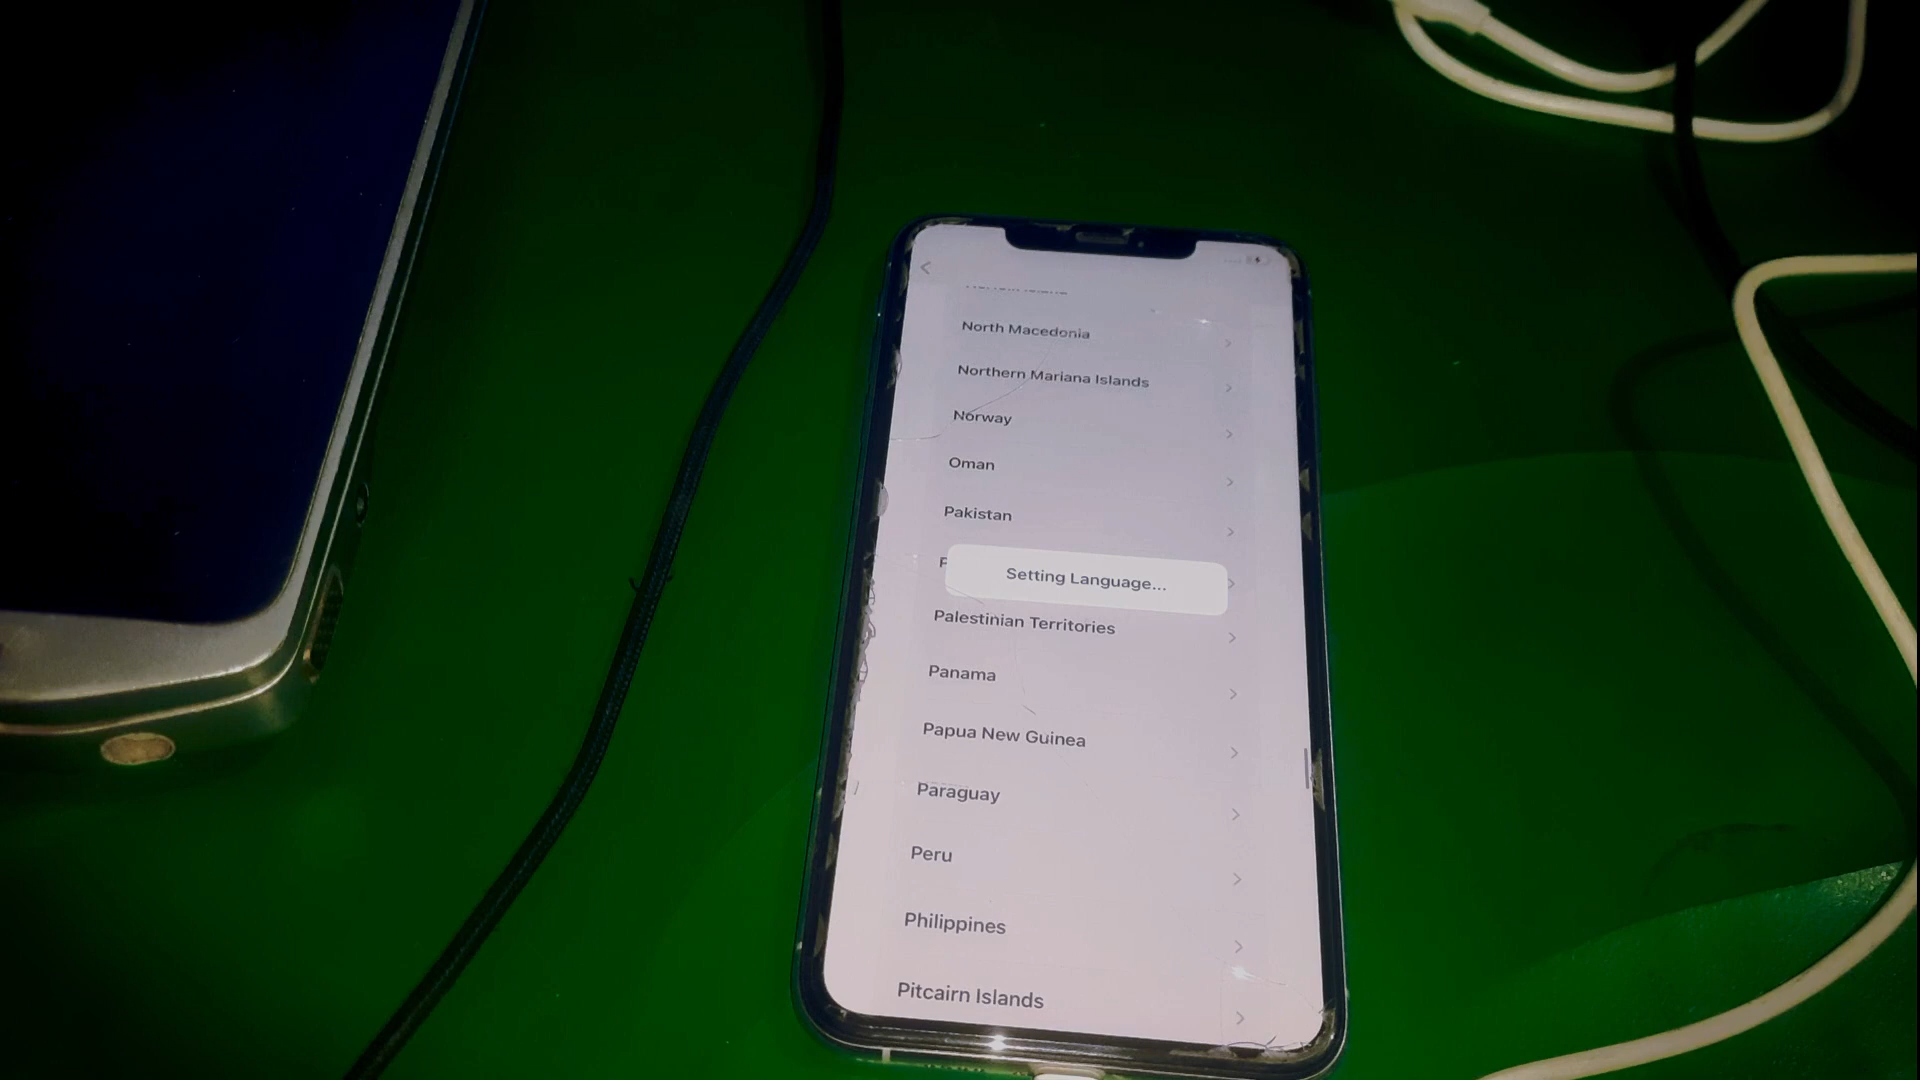 North Macedonia
Northern Mariana Islands
Norway
Oman
Pakistan
Setting Language...
Palestinian Territories
Panama
Papua New Guinea
Paraguay
Peru
Philippines
Pitcairn Islands